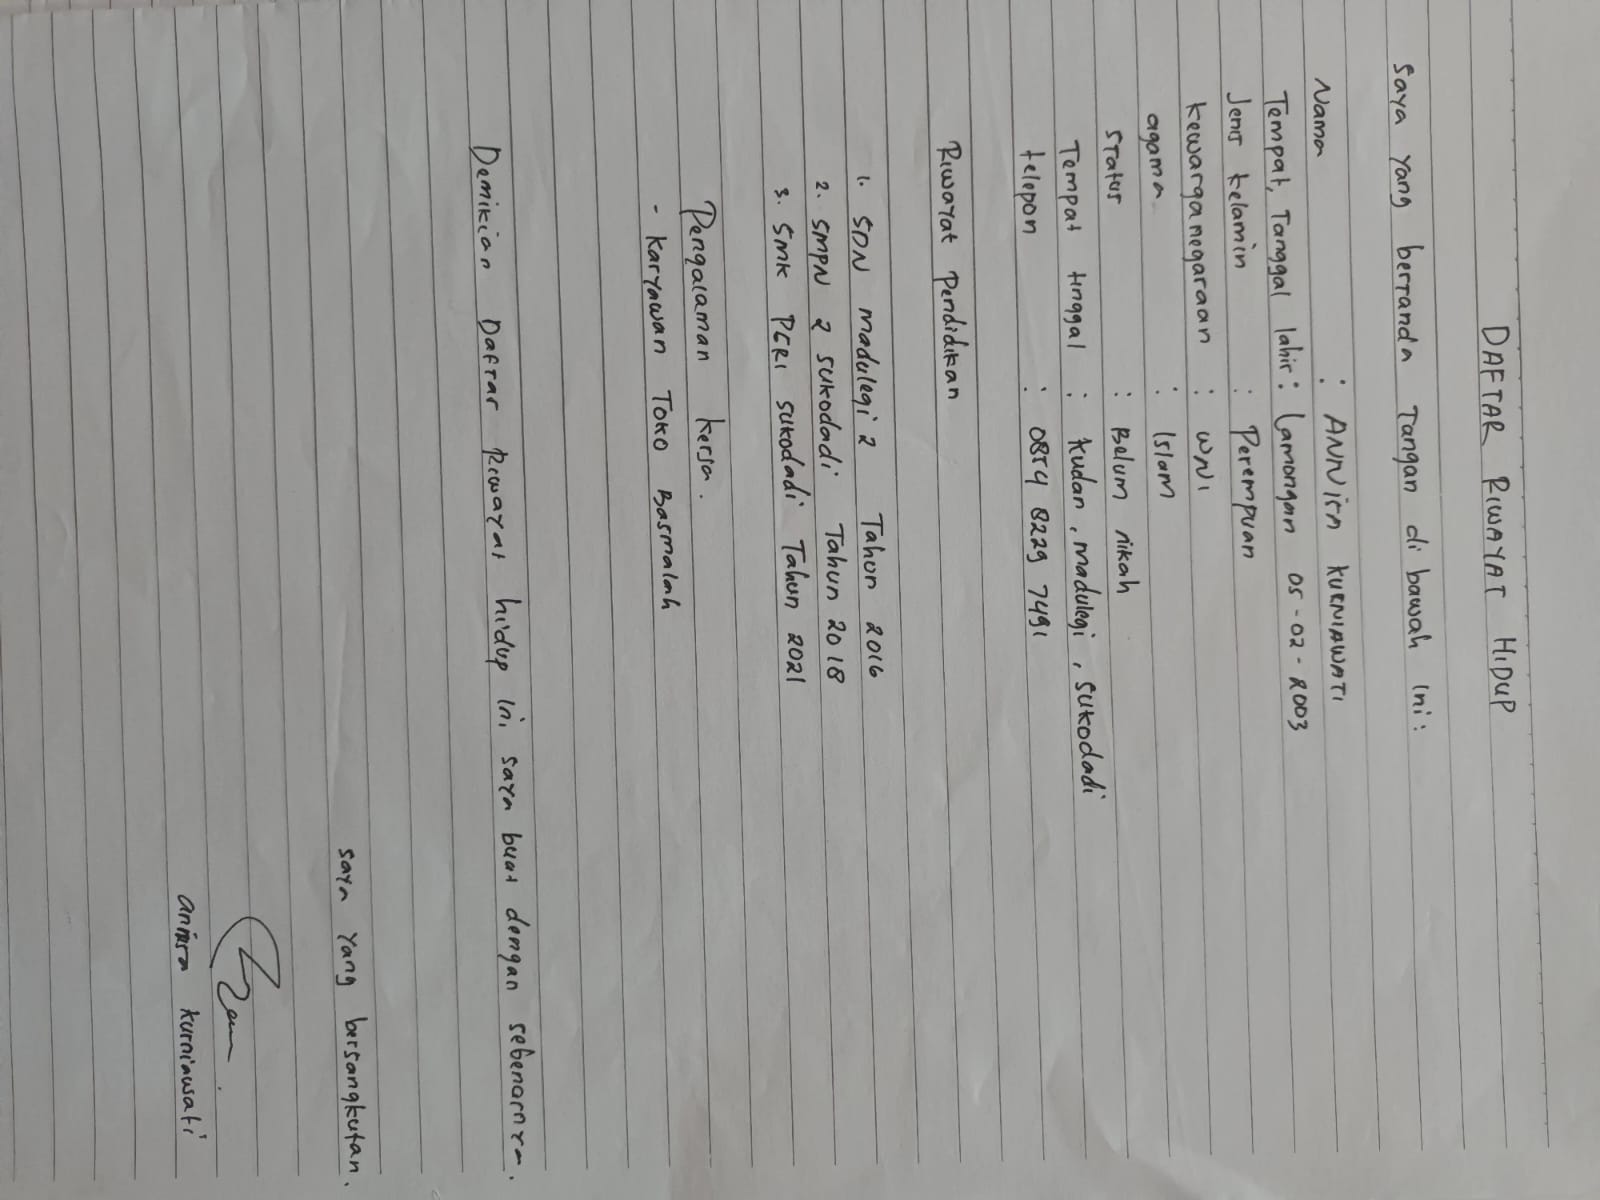 DAFTAR RIWAYAT HIDUP
Saya yang bertanda Tangan di bawah ini:
Nama : ANNisa KURNIAWATI
Tempat, Tanggal lahir : Lamongan 05-02-2003
Jenis kelamin : Perempuan
kewarganegaraan : WNI
agama : Islam
Status : Belum nikah
Tempat tinggal : kudan, madulegi, sukodadi
telepon : 0854 8229 7491
Riwayat Pendidikan
1. SDN madulegi 2 Tahun 2016
2. SMPN 2 sukodadi Tahun 2018
3. SMK PGRI sukodadi Tahun 2021
Pengalaman kerja.
- karyawan TOKO Basmalah
Demikian Daftar Riwayat hidup ini saya buat dengan sebenarnya.
saya yang bersangkutan.
annisa kurniawati